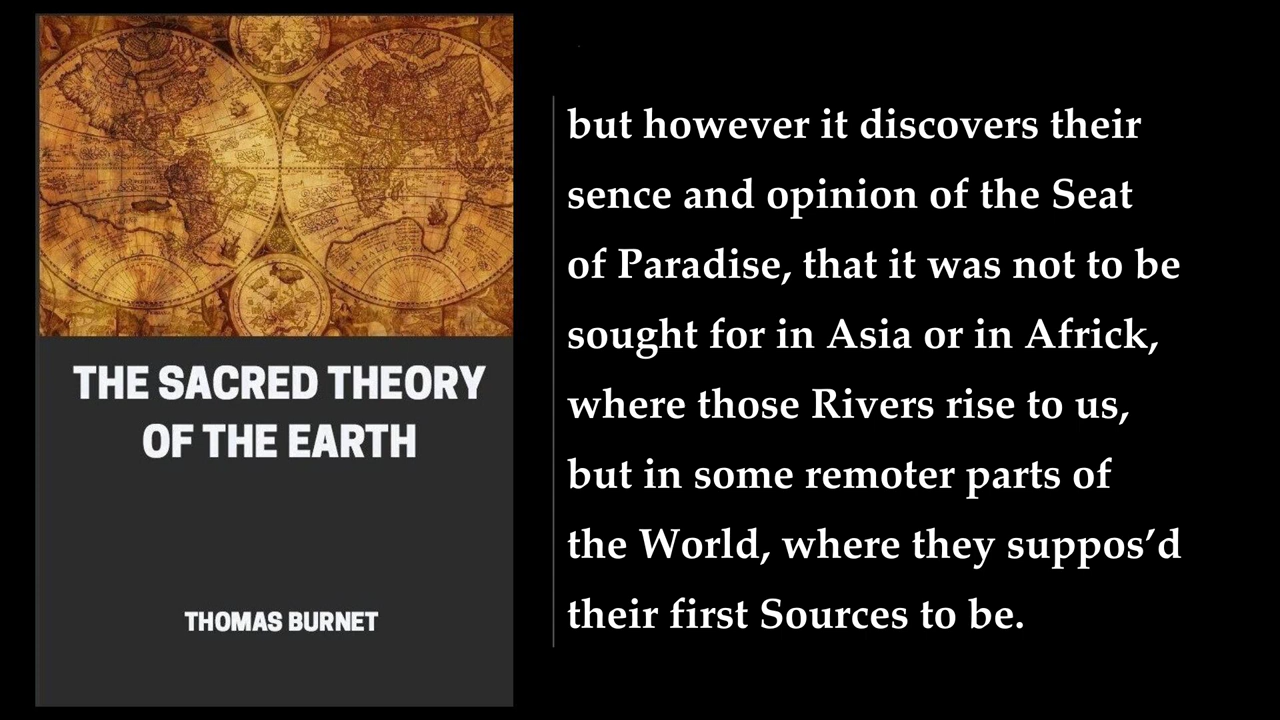 THE SACRED THEORY
OF THE EARTH
THOMAS BURNET
but however it discovers their
sence and opinion of the Seat
of Paradise, that it was not to be
sought for in Asia or in Africk,
where those Rivers rise to us,
but in some remoter parts of
the World, where they suppos’d
their first Sources to be.